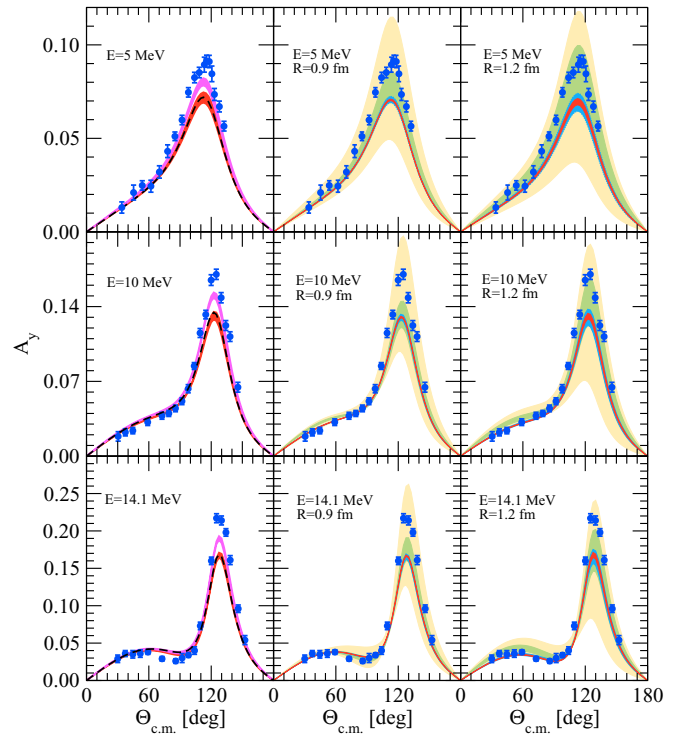 0.10
0.05
0.00
E=5 MeV
E=5 MeV
R=0.9 fm
E=5 MeV
R=1.2 fm
A_y
0.14
0.07
0.00
E=10 MeV
E=10 MeV
R=0.9 fm
E=10 MeV
R=1.2 fm
0.25
0.20
0.15
0.10
0.05
0.00
E=14.1 MeV
E=14.1 MeV
R=0.9 fm
E=14.1 MeV
R=1.2 fm
0 60 120 0 60 120 0 60 120 180
Θc.m. [deg] Θc.m. [deg] Θc.m. [deg]